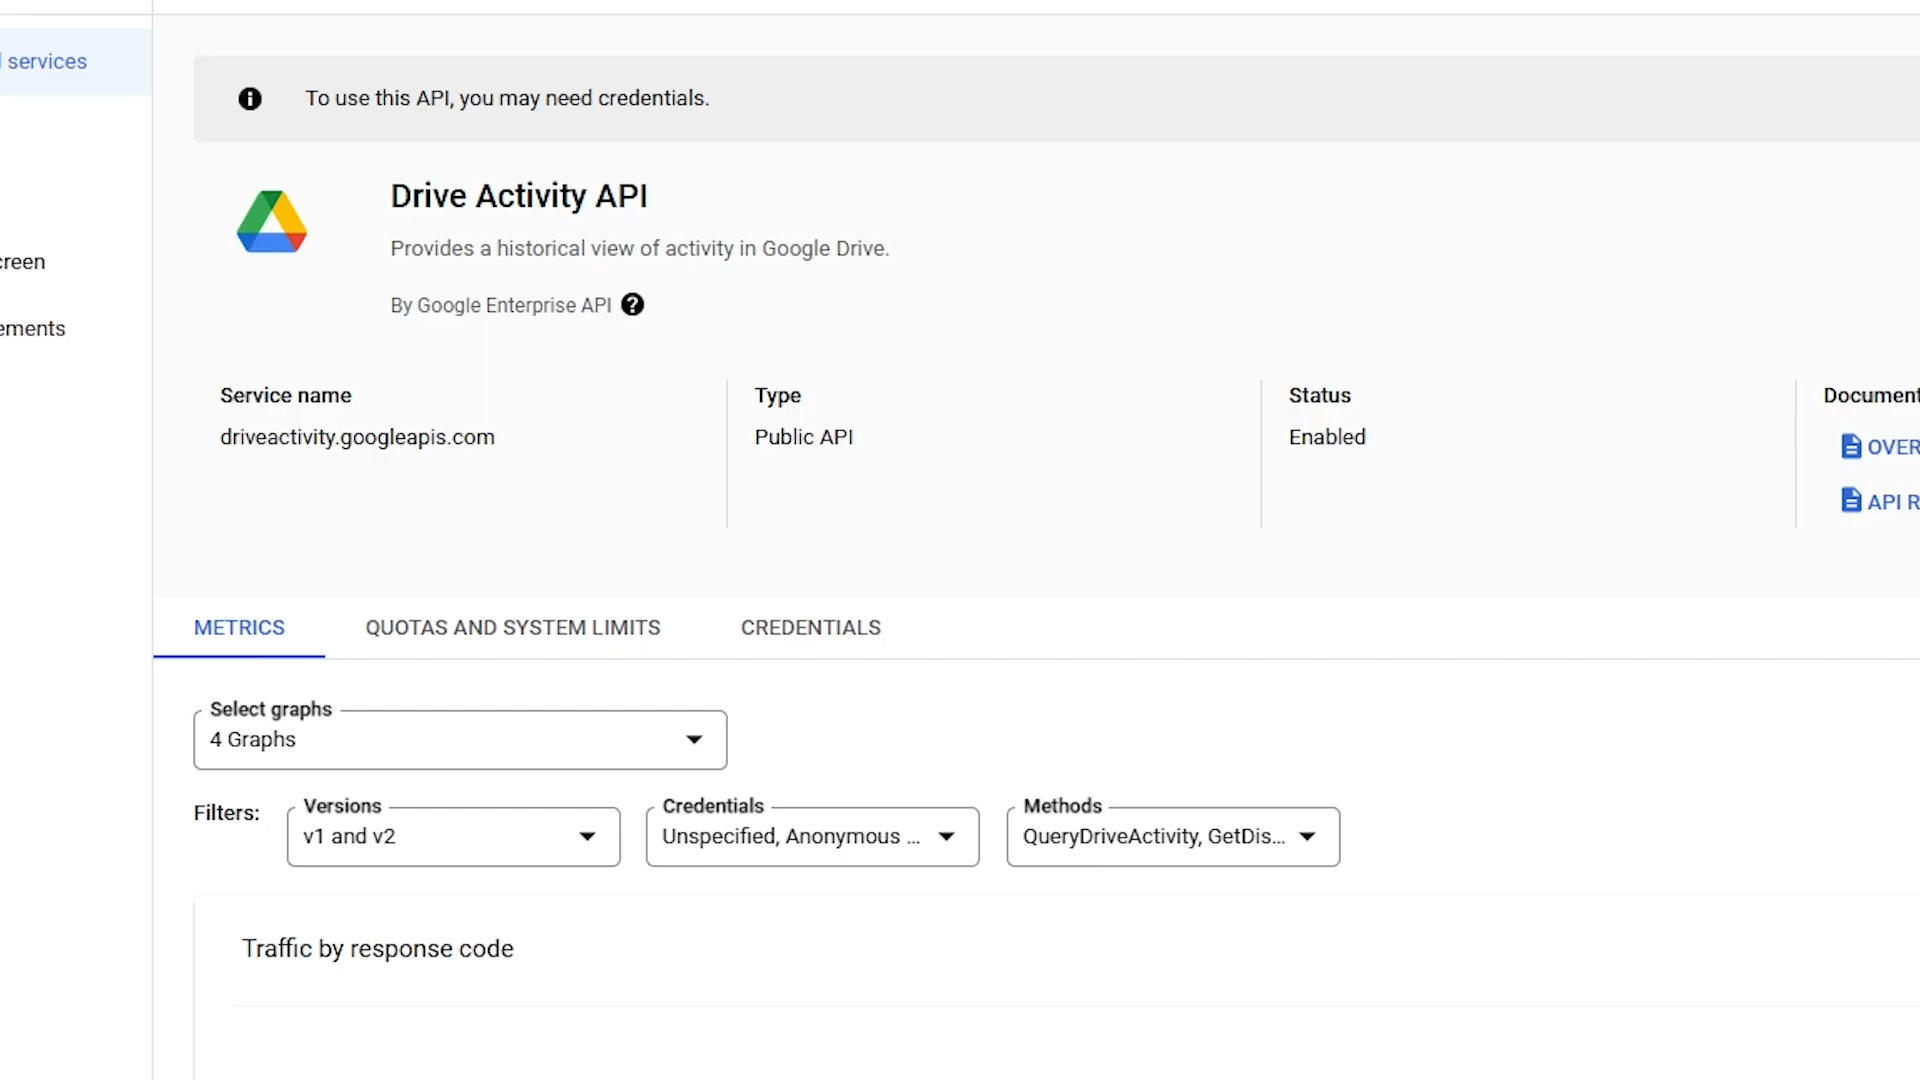 services
To use this API, you may need credentials.
Drive Activity API
Provides a historical view of activity in Google Drive.
creen
By Google Enterprise API
ements
Service name
Type
Status
Document
driveactivity.googleapis.com
Public API
Enabled
OVER
API R
METRICS
QUOTAS AND SYSTEM LIMITS
CREDENTIALS
Select graphs
4 Graphs
Filters:
Versions
v1 and v2
Credentials
Unspecified, Anonymous ...
Methods
QueryDriveActivity, GetDis...
Traffic by response code